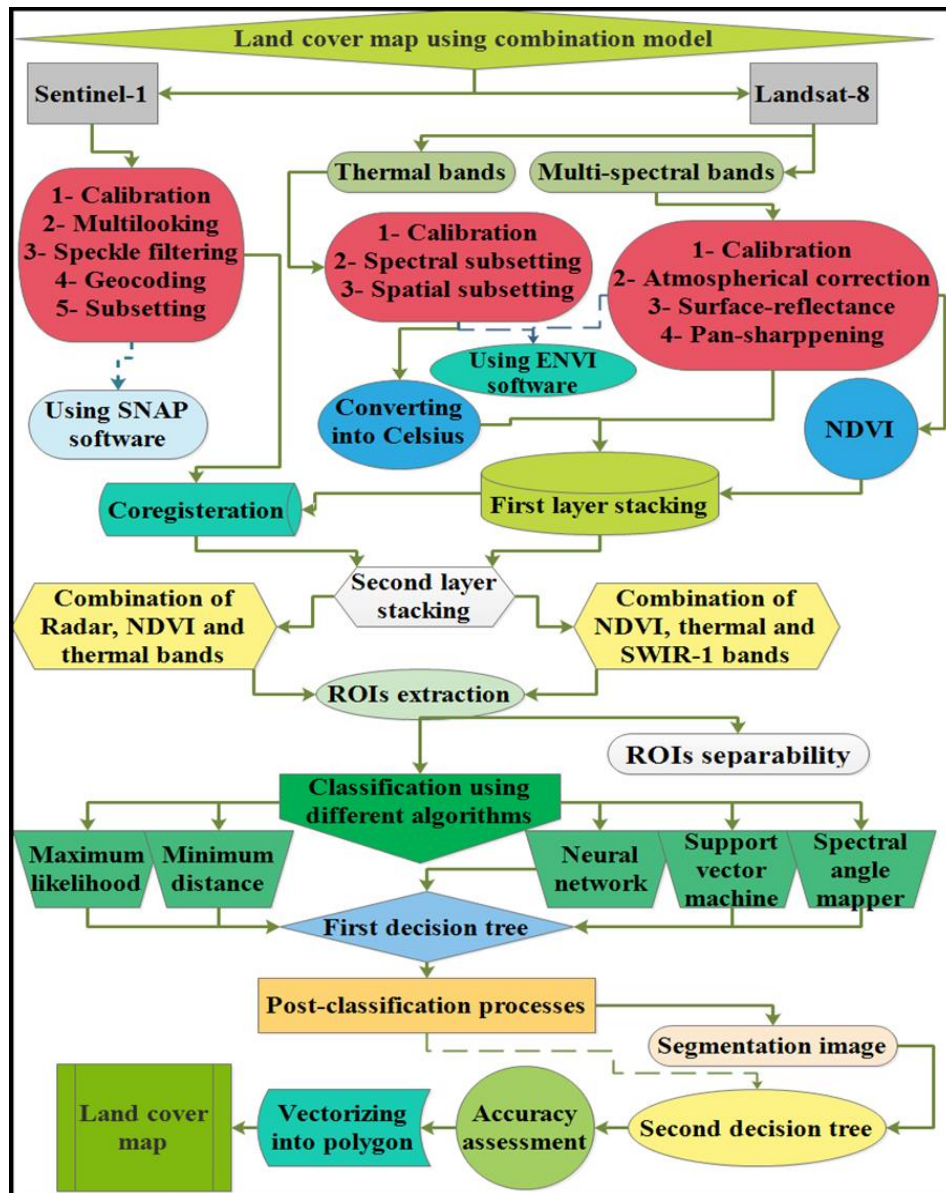 Land cover map using combination model
Sentinel-1
Landsat-8
Thermal bands
Multi-spectral bands
1- Calibration
2- Multilooking
3- Speckle filtering
4- Geocoding
5- Subsetting
1- Calibration
2- Spectral subsetting
3- Spatial subsetting
1- Calibration
2- Atmospherical correction
3- Surface-reflectance
4- Pan-sharppening
Using SNAP
software
Using ENVI
software
Converting
into Celsius
NDVI
Coregisteration
First layer stacking
Second layer
stacking
Combination of
Radar, NDVI and
thermal bands
Combination of
NDVI, thermal and
SWIR-1 bands
ROIs extraction
ROIs separability
Classification using
different algorithms
Maximum
likelihood
Minimum
distance
Neural
network
Support
vector
machine
Spectral
angle
mapper
First decision tree
Post-classification processes
Segmentation image
Second decision tree
Accuracy
assessment
Vectorizing
into polygon
Land cover
map